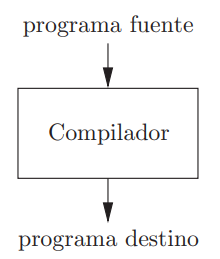 programa fuente
Compilador
programa destino